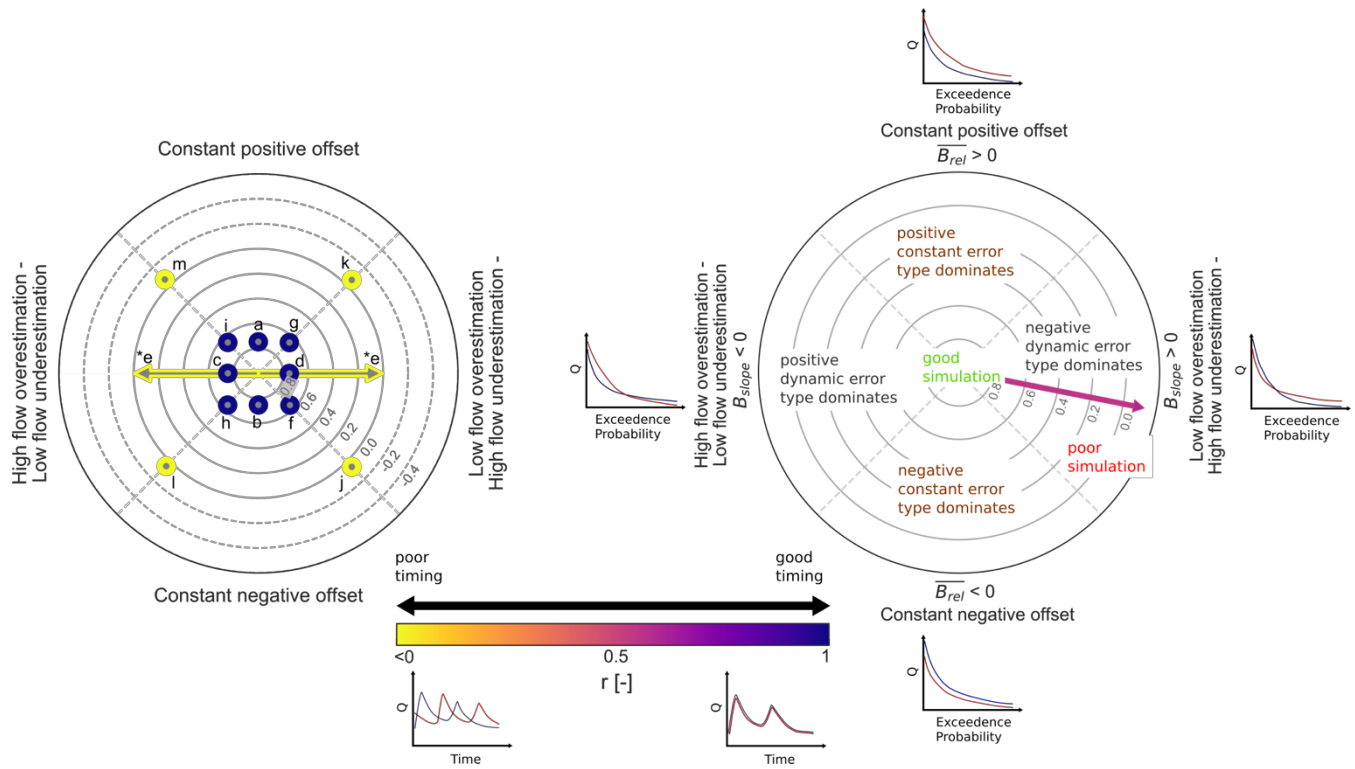 Q
Exceedence
Probability
Constant positive offset
B_rel > 0
Constant positive offset
High flow overestimation -
Low flow underestimation
m
k
i
a
g
*e
c
d
*e
h
b
f
l
j
0.8
0.6
0.4
0.2
0.0
-0.2
-0.4
Low flow overestimation
High flow underestimation -
Constant negative offset
Q
Exceedence
Probability
High flow overestimation -
Low flow underestimation
B_slope < 0
positive
constant error
type dominates
positive
dynamic error
type dominates
good
simulation
negative
dynamic error
type dominates
0.8
0.6
0.4
0.2
0.0
poor
simulation
negative
constant error
type dominates
B_slope > 0
Low flow overestimation
High flow underestimation -
Q
Exceedence
Probability
B_rel < 0
Constant negative offset
Q
Exceedence
Probability
poor
timing
good
timing
<0
0.5
1
r [-]
Q
Time
Q
Time